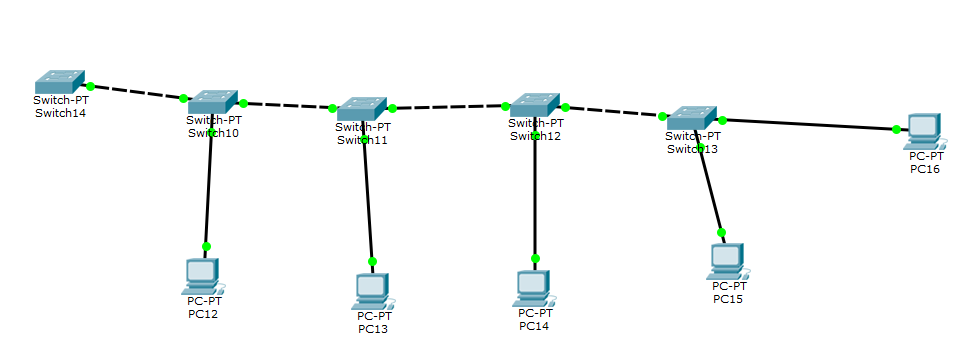 Switch-PT
Switch14
Switch-PT
Switch10
Switch-PT
Switch11
Switch-PT
Switch12
Switch-PT
Switch13
PC-PT
PC16
PC-PT
PC12
PC-PT
PC13
PC-PT
PC14
PC-PT
PC15